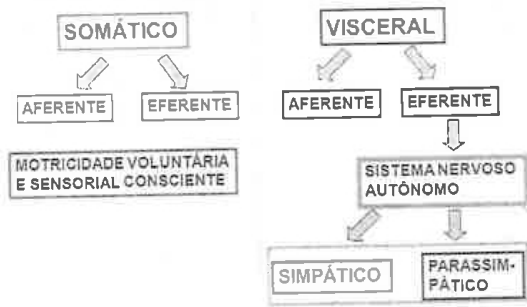 SOMÁTICO
AFERENTE
EFERENTE
MOTRICIDADE VOLUNTÁRIA
E SENSORIAL CONSCIENTE
VISCERAL
AFERENTE
EFERENTE
SISTEMA NERVOSO
AUTÔNOMO
SIMPÁTICO
PARASSIM-
PÁTICO